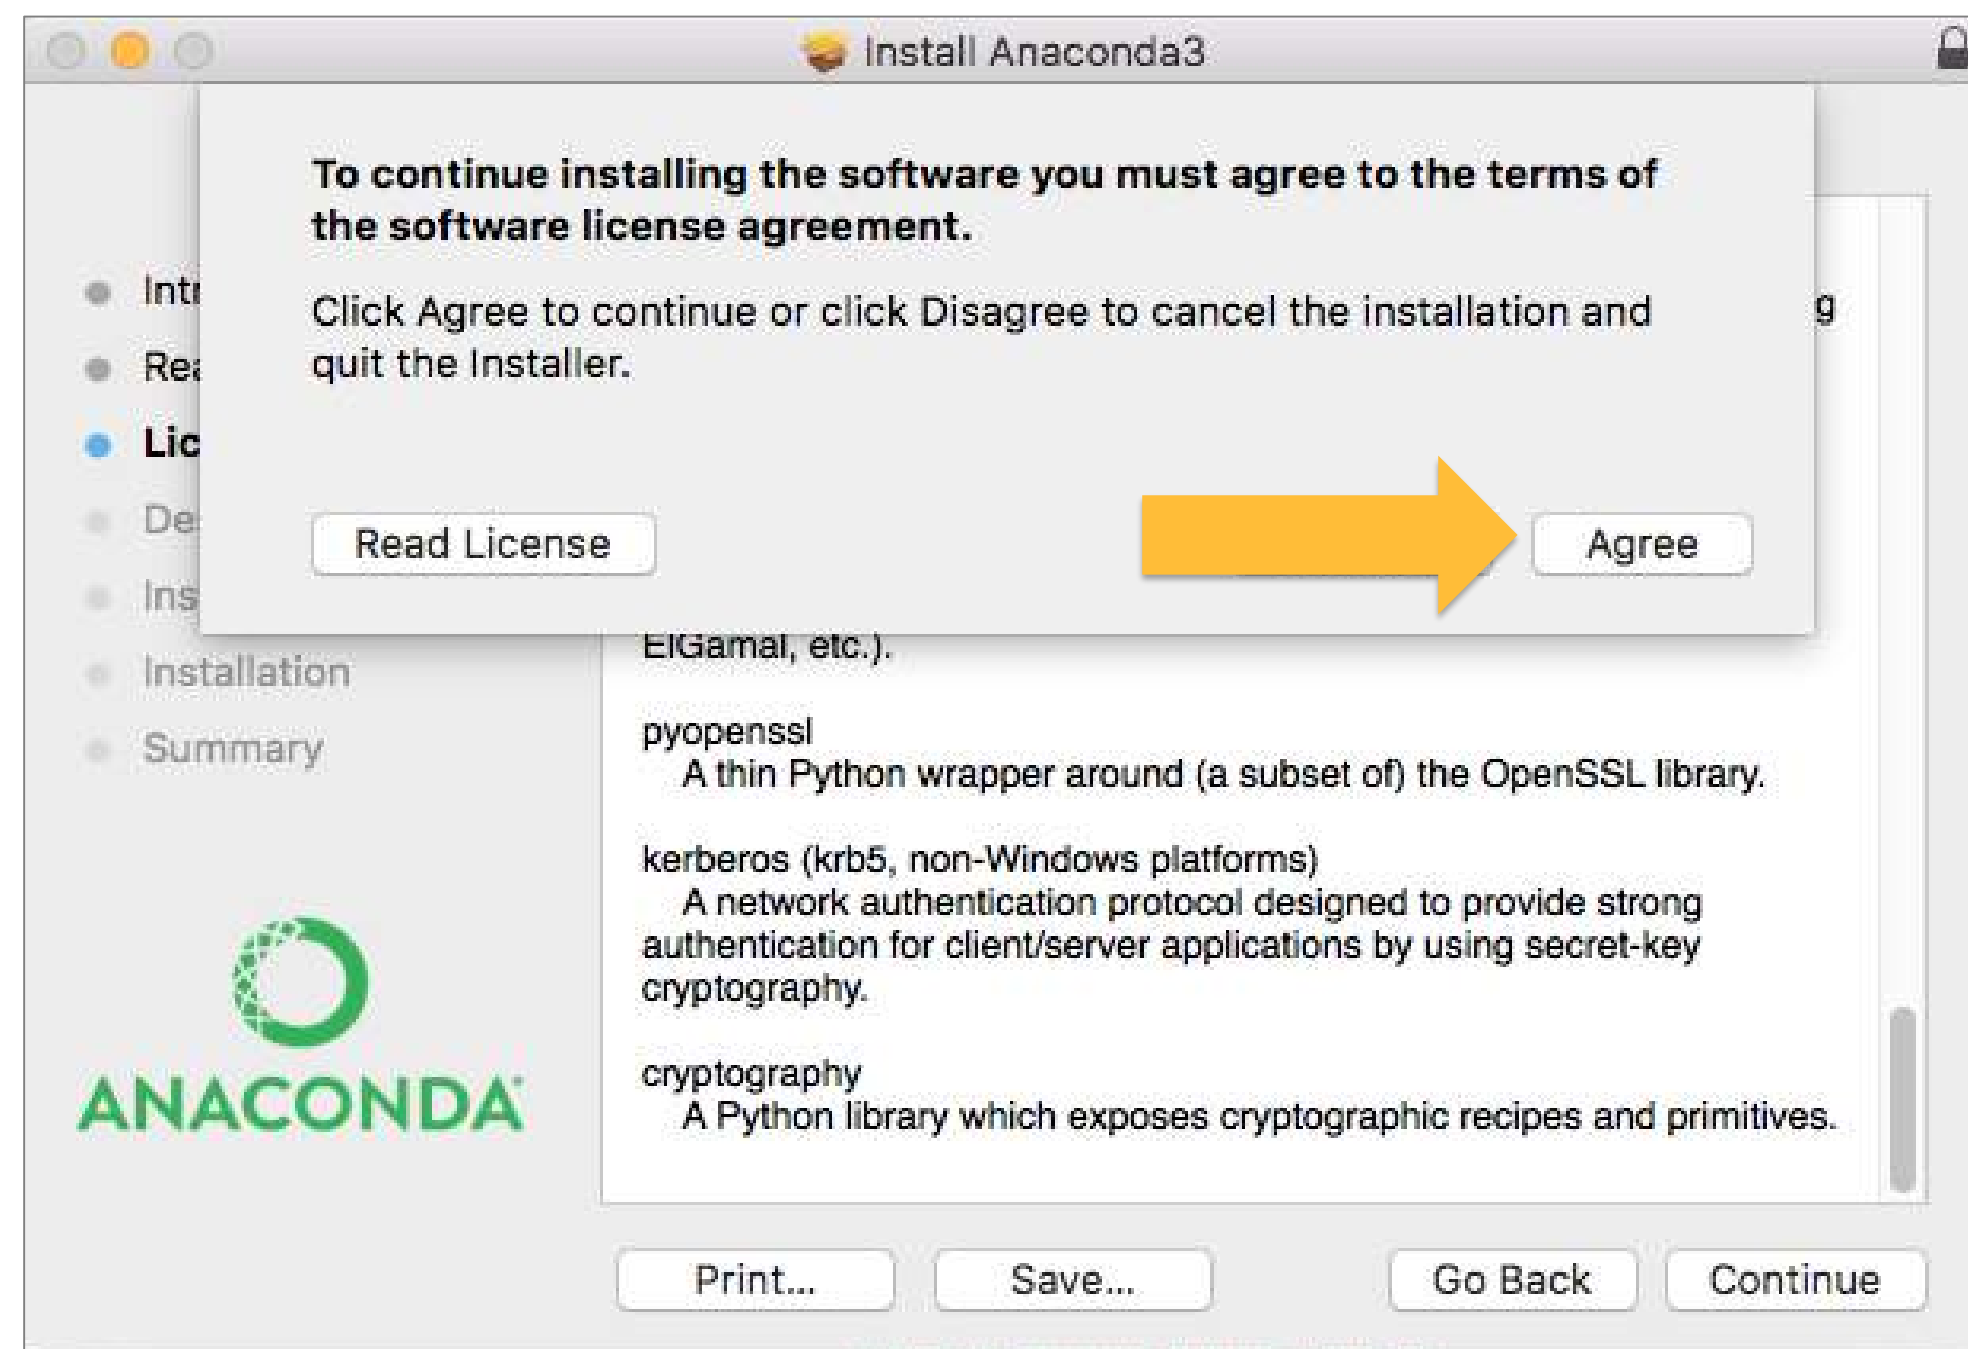 Install Anaconda3
To continue installing the software you must agree to the terms of
the software license agreement.
Click Agree to continue or click Disagree to cancel the installation and
quit the Installer.
Read License
Agree
Intr
Rea
Lic
De
Ins
Installation
Summary
ANACONDA
g
ElGamal, etc.).
pyopenssl
A thin Python wrapper around (a subset of) the OpenSSL library.
kerberos (krb5, non-Windows platforms)
A network authentication protocol designed to provide strong
authentication for client/server applications by using secret-key
cryptography.
cryptography
A Python library which exposes cryptographic recipes and primitives.
Print...
Save...
Go Back
Continue